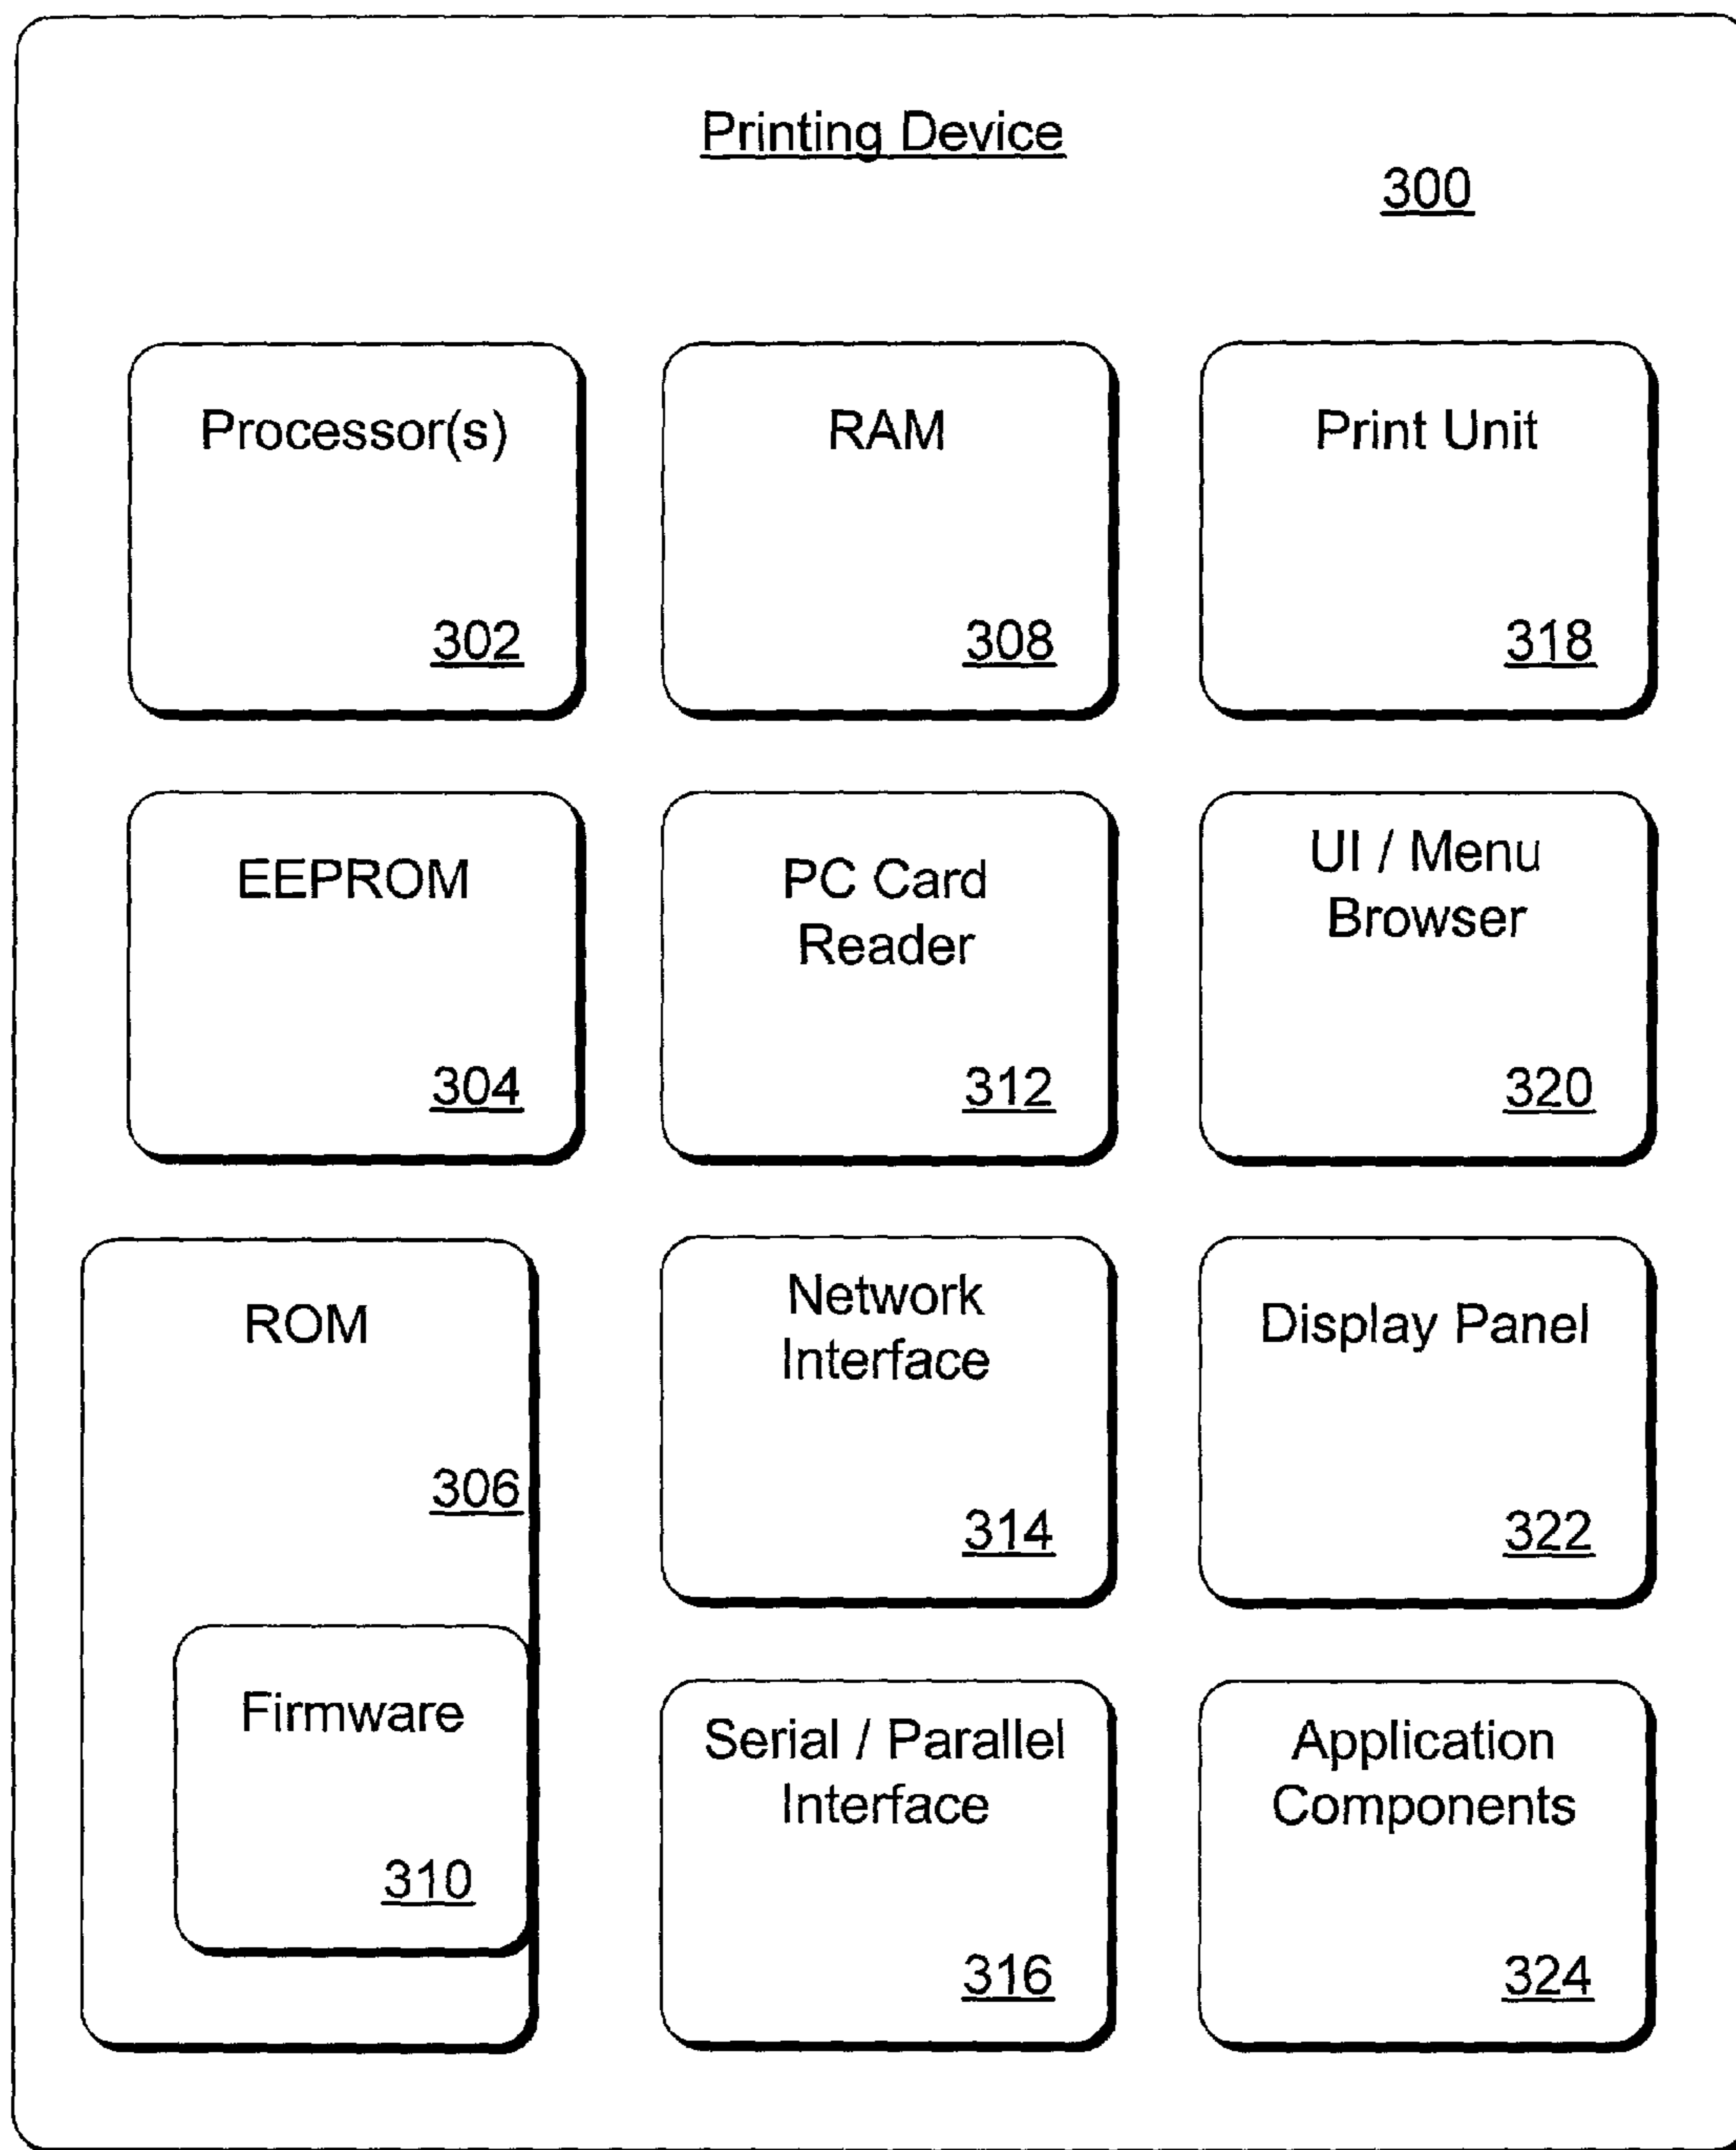 Printing Device
300
Processor(s)
302
RAM
308
Print Unit
318
EEPROM
304
PC Card
Reader
312
UI / Menu
Browser
320
ROM
306
Firmware
310
Network
Interface
314
Display Panel
322
Serial / Parallel
Interface
316
Application
Components
324